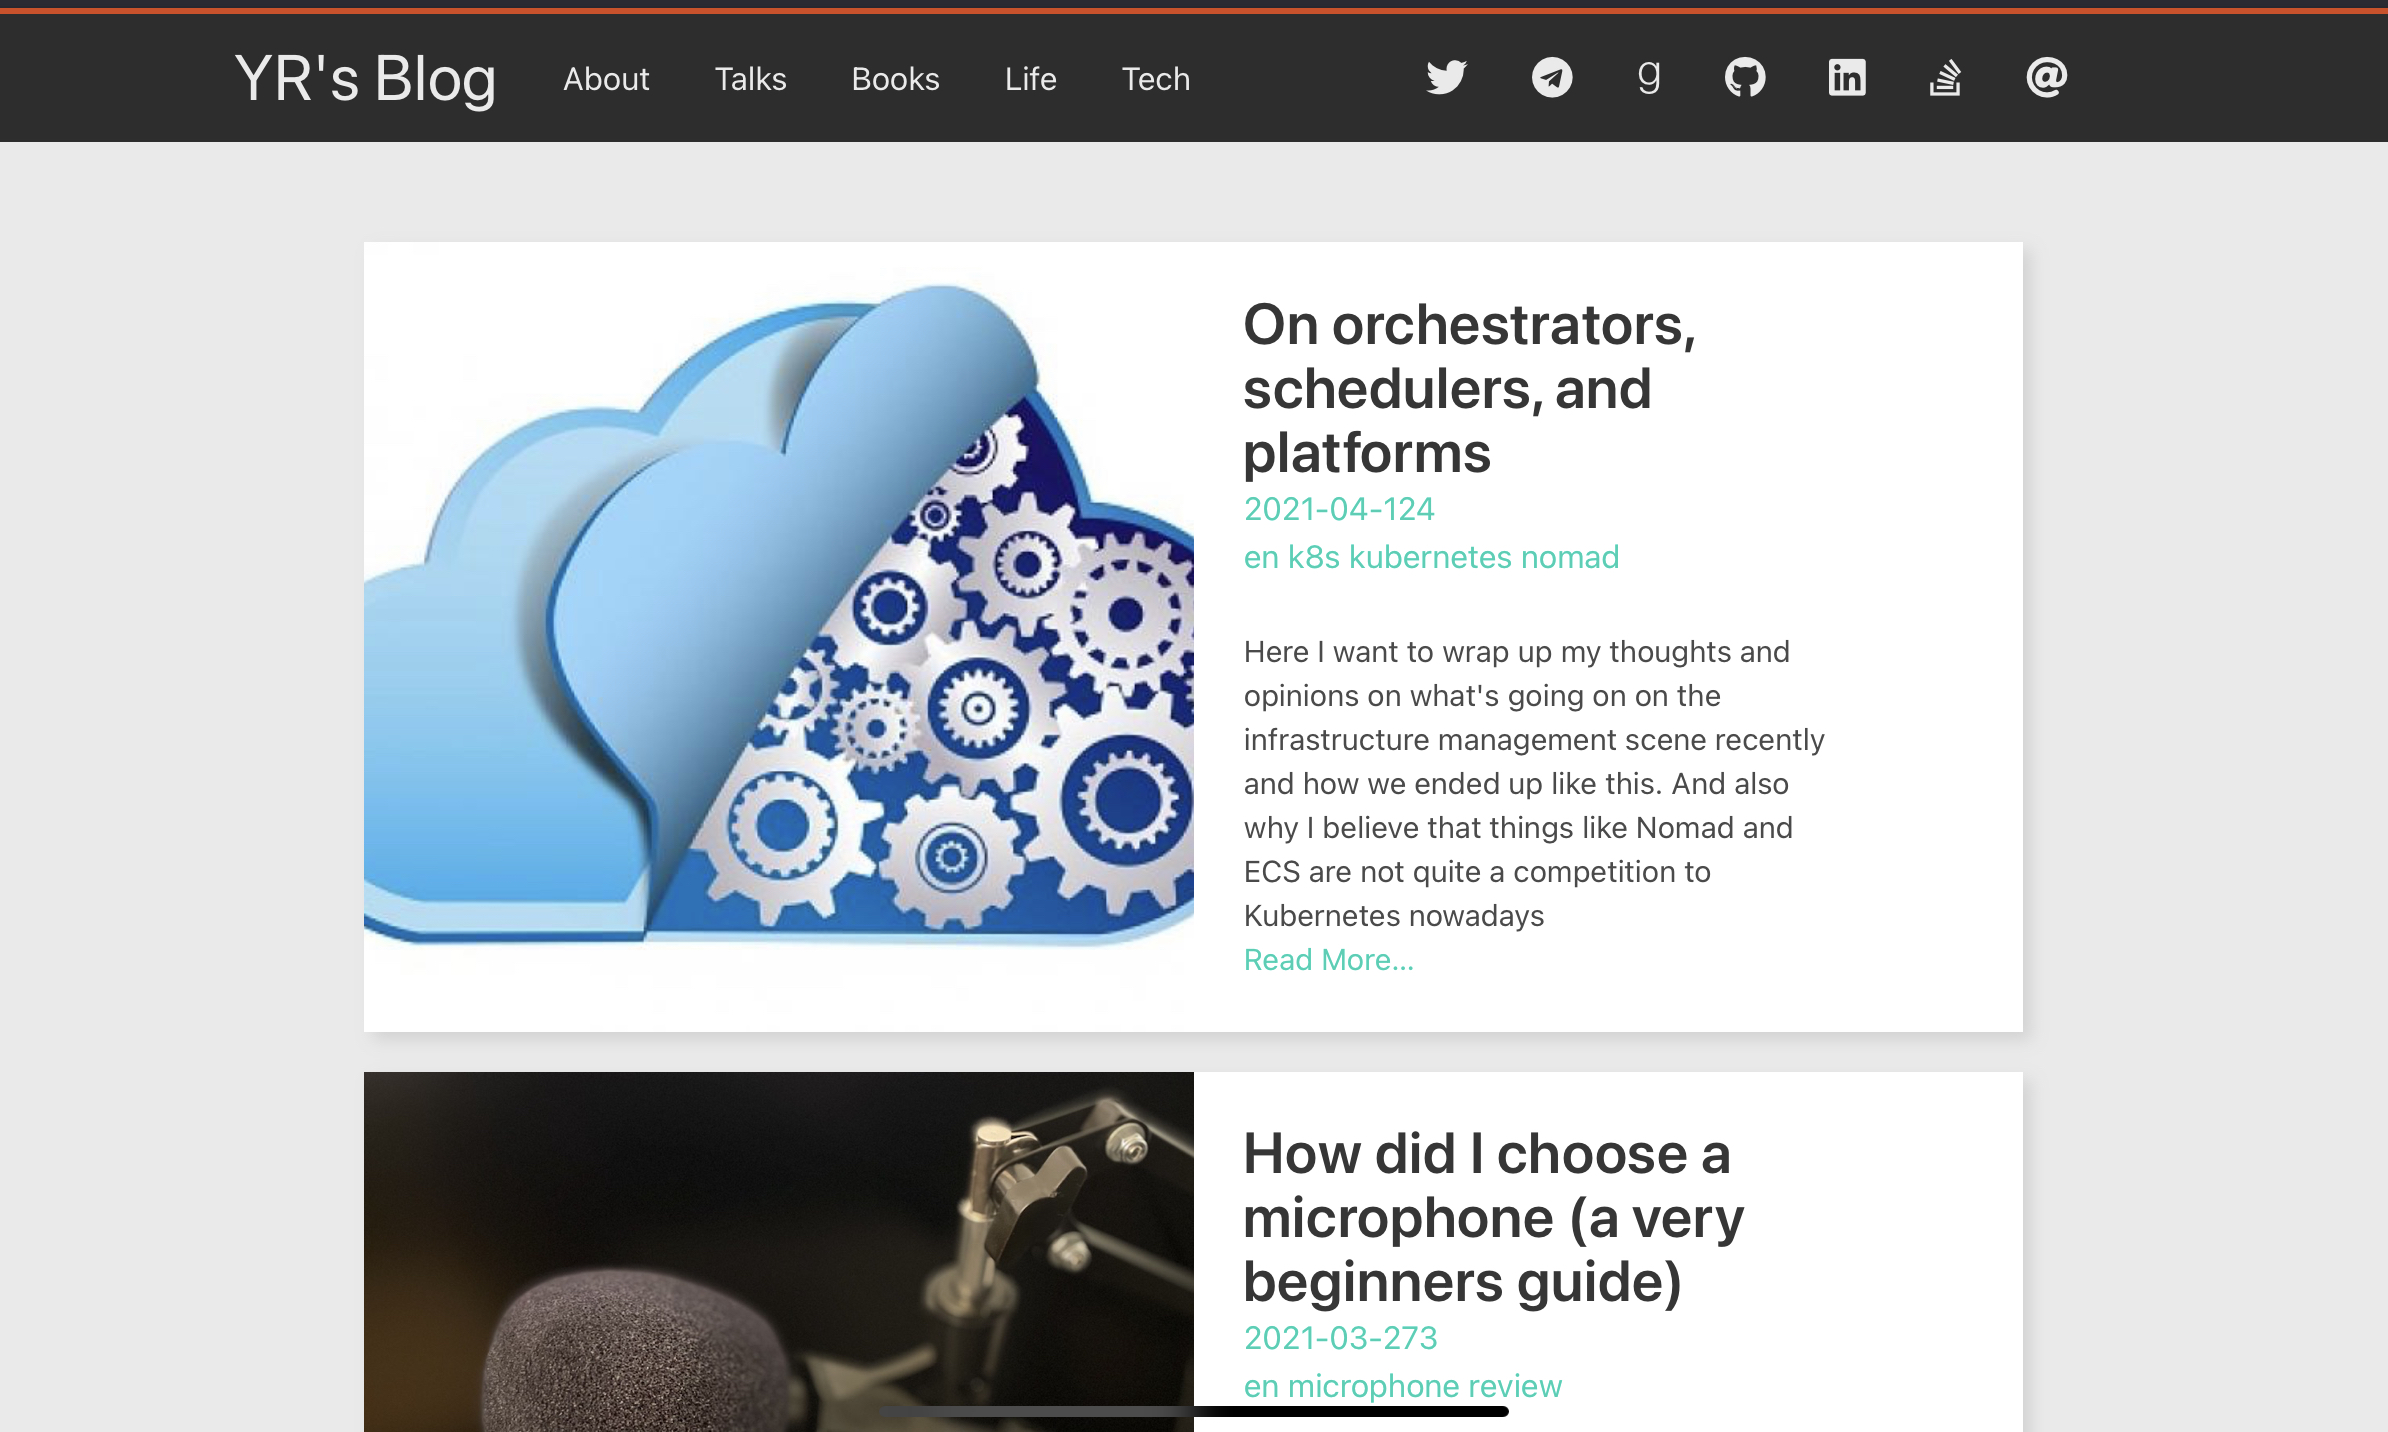 YR's Blog About Talks Books Life Tech
On orchestrators,
schedulers, and
platforms
2021-04-124
en k8s kubernetes nomad
Here I want to wrap up my thoughts and
opinions on what's going on on the
infrastructure management scene recently
and how we ended up like this. And also
why I believe that things like Nomad and
ECS are not quite a competition to
Kubernetes nowadays
Read More...
How did I choose a
microphone (a very
beginners guide)
2021-03-273
en microphone review